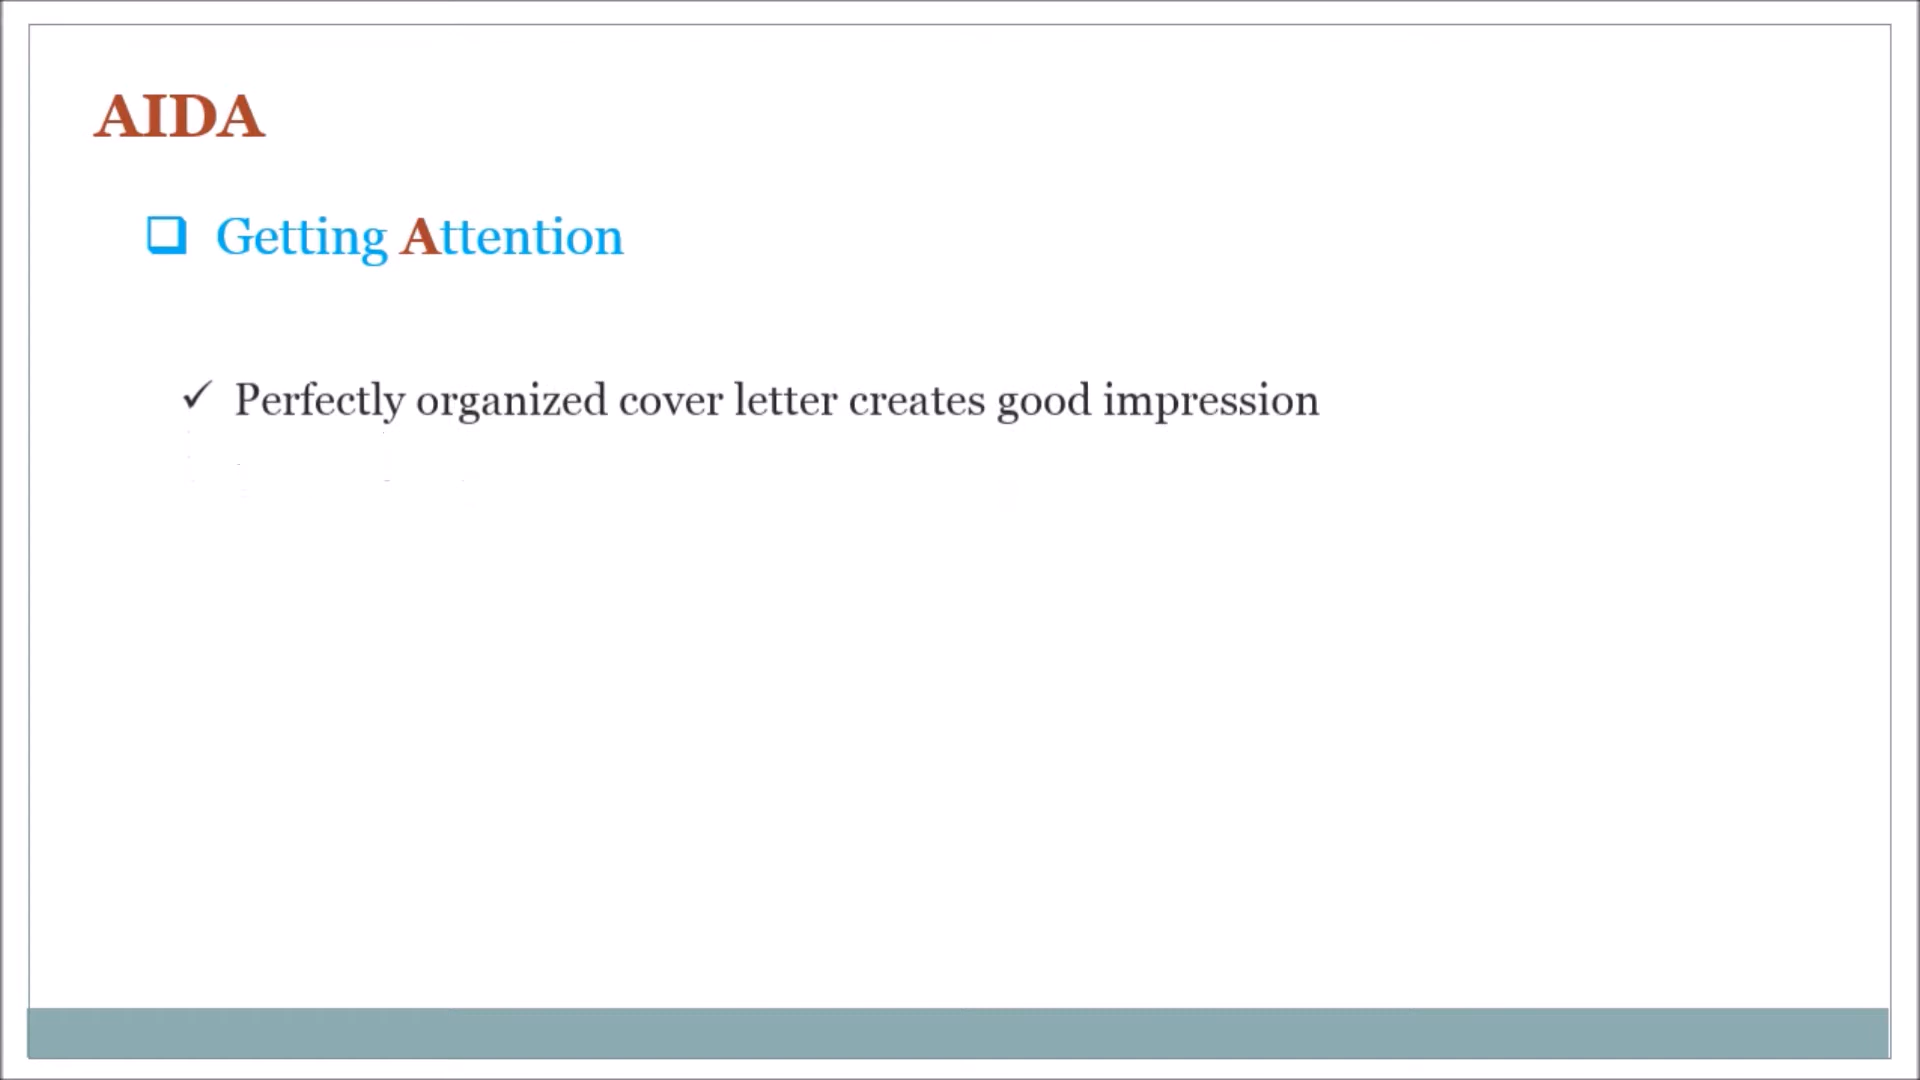 AIDA
❑ Getting Attention
✓ Perfectly organized cover letter creates good impression